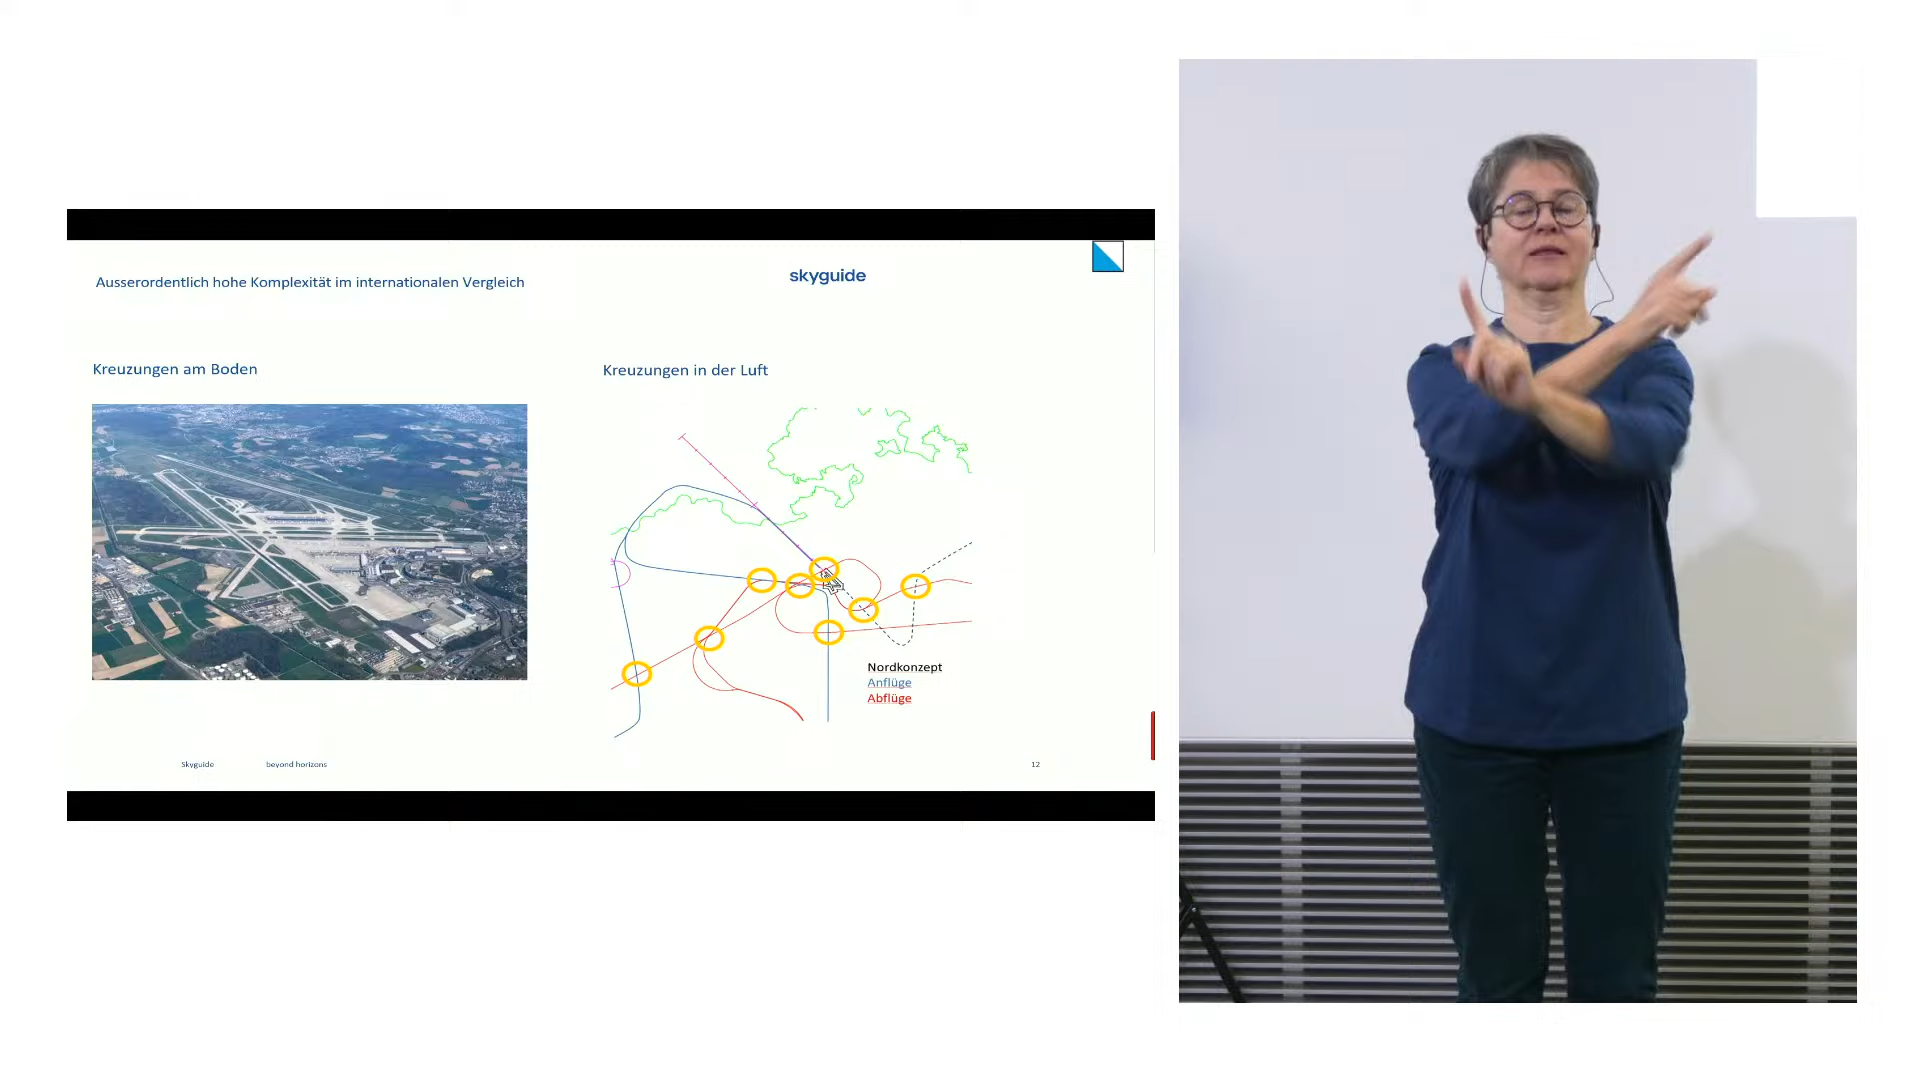 Ausserordentlich hohe Komplexität im internationalen Vergleich
skyguide
Kreuzungen am Boden
Kreuzungen in der Luft
Nordkonzept
Anflüge
Abflüge
Skyguide
beyond horizons
12